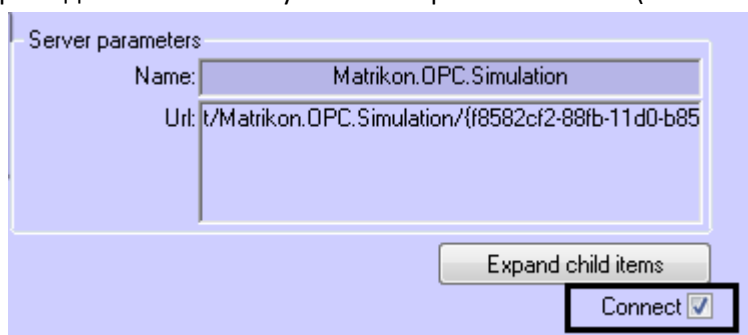 Server parameters
Name: Matrikon.OPC.Simulation
Url: t/Matrikon.OPC.Simulation/{f8582cf2-88fb-11d0-b85
Expand child items
Connect